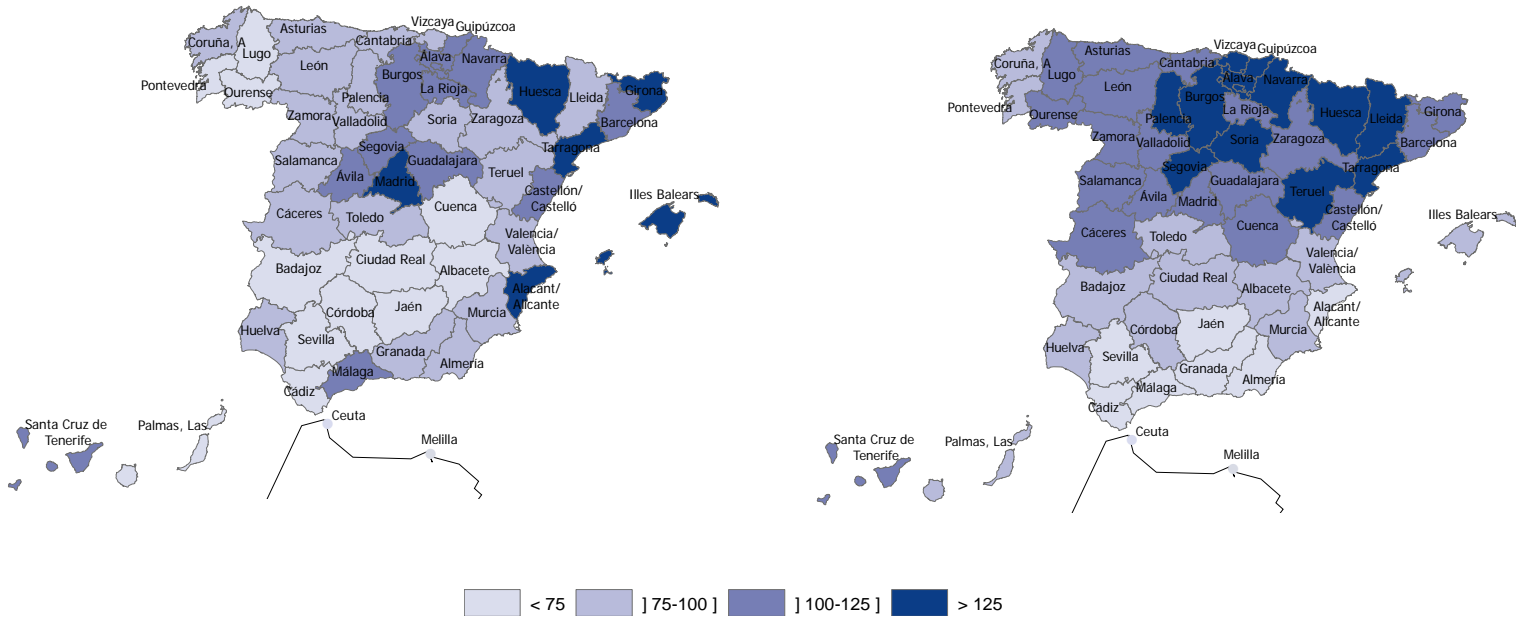 Vizcaya
Guipúzcoa
Asturias
Coruña, A
Cantabria
Lugo
Álava
Navarra
León
Burgos
Pontevedra
La Rioja
Huesca
Girona
Ourense
Palencia
Lleida
Zamora
Valladolid
Soria
Zaragoza
Barcelona
Segovia
Tarragona
Salamanca
Guadalajara
Ávila
Madrid
Teruel
Castellón/
Castelló
Illes Balears
Cuenca
Cáceres
Toledo
Valencia/
València
Badajoz
Ciudad Real
Albacete
Alacant/
Alicante
Jaén
Córdoba
Murcia
Huelva
Sevilla
Granada
Almería
Málaga
Cádiz
Ceuta
Santa Cruz de
Tenerife
Palmas, Las
Melilla
Vizcaya
Guipúzcoa
Asturias
Coruña, A
Cantabria
Lugo
Álava
Navarra
León
Burgos
Pontevedra
La Rioja
Huesca
Girona
Ourense
Palencia
Lleida
Zamora
Valladolid
Soria
Zaragoza
Barcelona
Segovia
Tarragona
Salamanca
Guadalajara
Ávila
Madrid
Teruel
Castellón/
Castelló
Illes Balears
Cuenca
Cáceres
Toledo
Valencia/
València
Badajoz
Ciudad Real
Albacete
Alacant/
Alicante
Jaén
Córdoba
Murcia
Huelva
Sevilla
Granada
Almería
Málaga
Cádiz
Ceuta
Santa Cruz de
Tenerife
Palmas, Las
Melilla
< 75 ] 75-100 ] ] 100-125 ] > 125